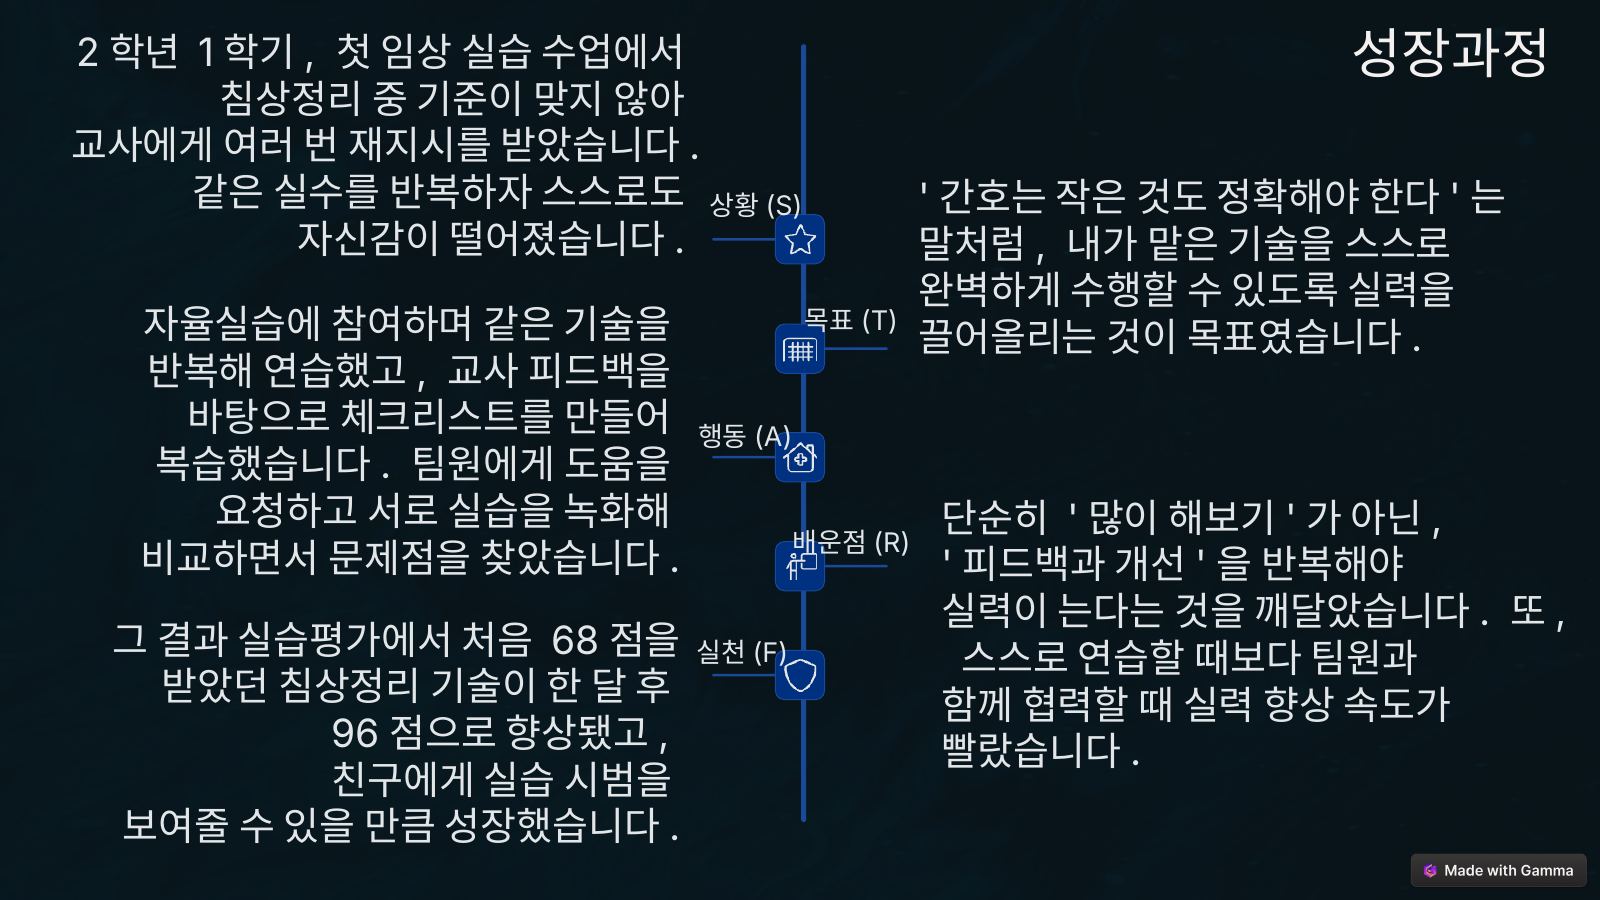 성장과정
2 학년 1 학기 , 첫 임상 실습 수업에서
침상정리 중 기준이 맞지 않아
교사에게 여러 번 재지시를 받았습니다 .
같은 실수를 반복하자 스스로도
자신감이 떨어졌습니다 .
상황 (S)
' 간호는 작은 것도 정확해야 한다 ' 는
말처럼 , 내가 맡은 기술을 스스로
완벽하게 수행할 수 있도록 실력을
끌어올리는 것이 목표였습니다 .
목표 (T)
자율실습에 참여하며 같은 기술을
반복해 연습했고 , 교사 피드백을
바탕으로 체크리스트를 만들어
복습했습니다 . 팀원에게 도움을
요청하고 서로 실습을 녹화해
비교하면서 문제점을 찾았습니다 .
행동 (A)
단순히 ' 많이 해보기 ' 가 아닌 ,
' 피드백과 개선 ' 을 반복해야
실력이 는다는 것을 깨달았습니다 . 또 ,
스스로 연습할 때보다 팀원과
함께 협력할 때 실력 향상 속도가
빨랐습니다 .
배운점 (R)
그 결과 실습평가에서 처음 68 점을
받았던 침상정리 기술이 한 달 후
96 점으로 향상됐고 ,
친구에게 실습 시범을
보여줄 수 있을 만큼 성장했습니다 .
실천 (F)
Made with Gamma